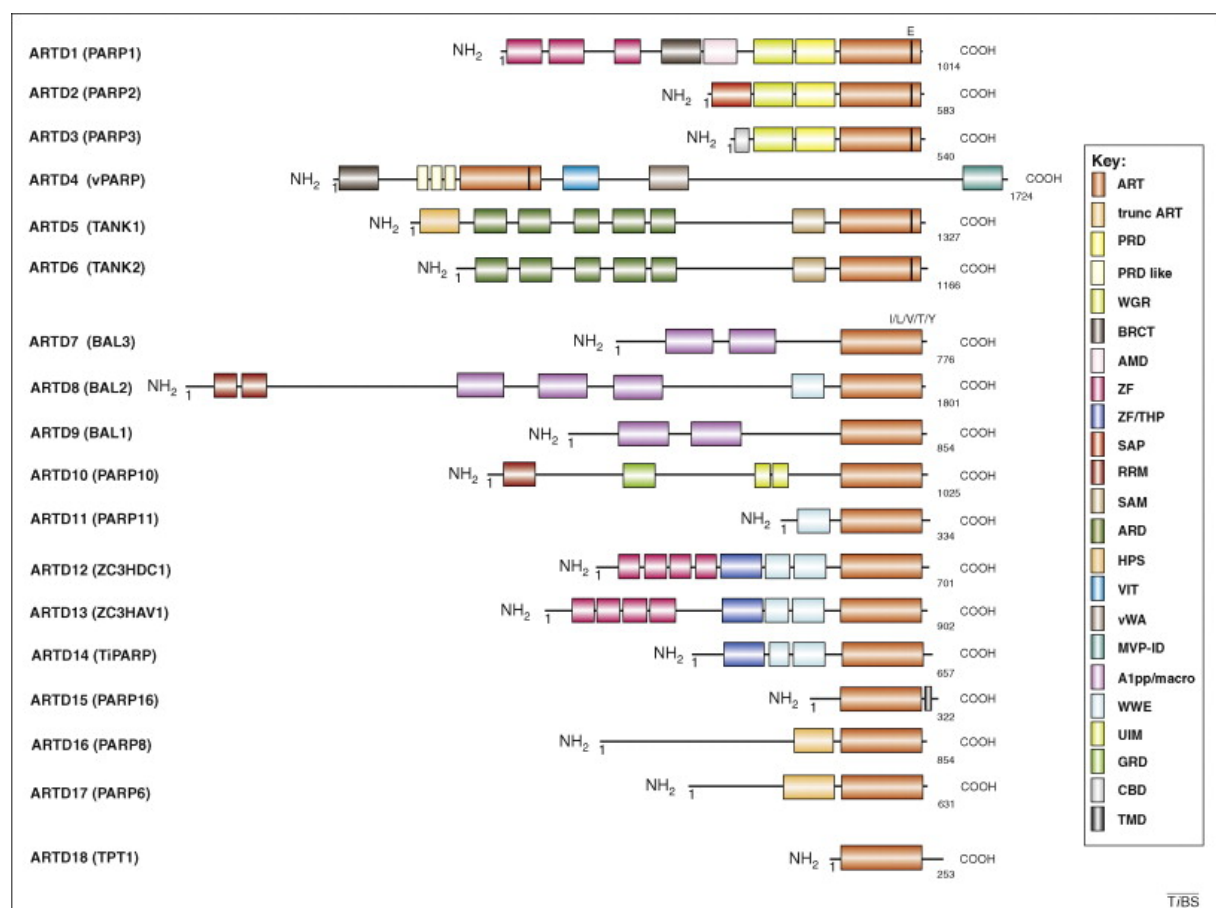 E
ARTD1 (PARP1) NH2 1 1014 COOH
ARTD2 (PARP2) NH2 1 583 COOH
ARTD3 (PARP3) NH2 1 540 COOH
ARTD4 (vPARP) NH2 1 1724 COOH
ARTD5 (TANK1) NH2 1 1327 COOH
ARTD6 (TANK2) NH2 1 1166 COOH
I/L/V/T/Y
ARTD7 (BAL3) NH2 1 776 COOH
ARTD8 (BAL2) NH2 1 1801 COOH
ARTD9 (BAL1) NH2 1 854 COOH
ARTD10 (PARP10) NH2 1 1025 COOH
ARTD11 (PARP11) NH2 1 334 COOH
ARTD12 (ZC3HDC1) NH2 1 701 COOH
ARTD13 (ZC3HAV1) NH2 1 902 COOH
ARTD14 (TiPARP) NH2 1 657 COOH
ARTD15 (PARP16) NH2 1 322 COOH
ARTD16 (PARP8) NH2 1 854 COOH
ARTD17 (PARP6) NH2 1 631 COOH
ARTD18 (TPT1) NH2 1 253 COOH
Key:
ART
trunc ART
PRD
PRD like
WGR
BRCT
AMD
ZF
ZF/THP
SAP
RRM
SAM
ARD
HPS
VIT
vWA
MVP-ID
A1pp/macro
WWE
UIM
GRD
CBD
TMD
TiBS